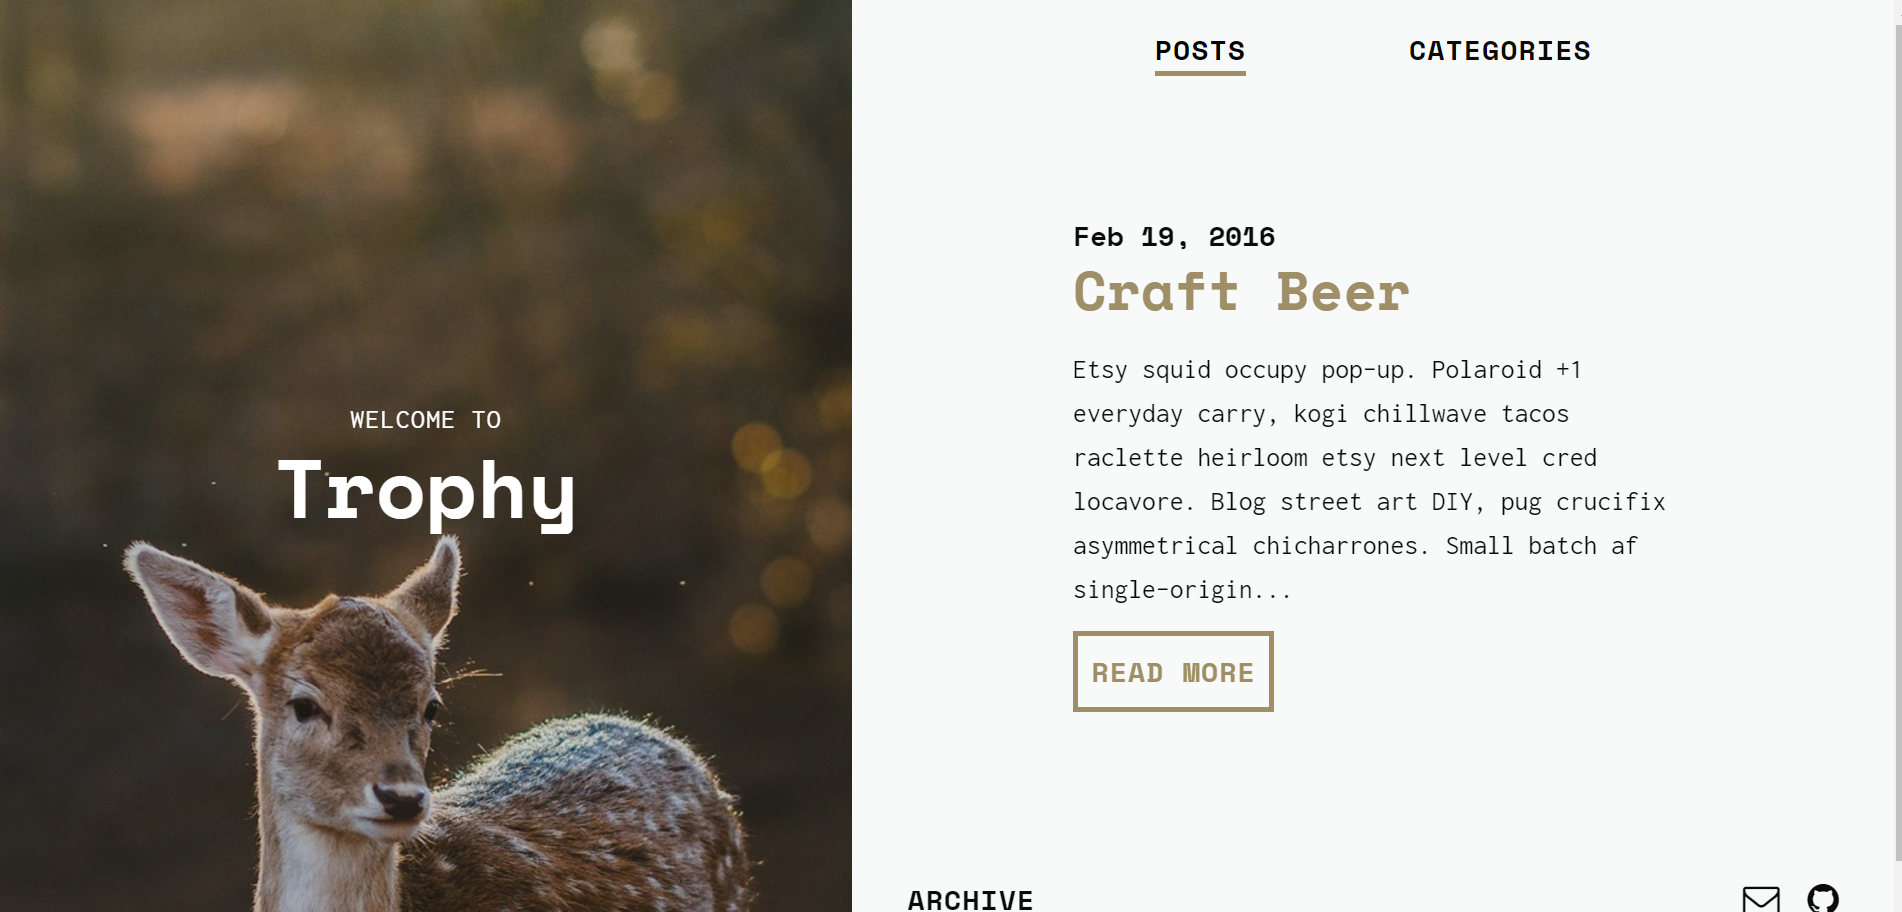 WELCOME TO
Trophy
POSTS
CATEGORIES
Feb 19, 2016
Craft Beer
Etsy squid occupy pop-up. Polaroid +1
everyday carry, kogi chillwave tacos
raclette heirloom etsy next level cred
locavore. Blog street art DIY, pug crucifix
asymmetrical chicharrones. Small batch af
single-origin...
READ MORE
ARCHIVE